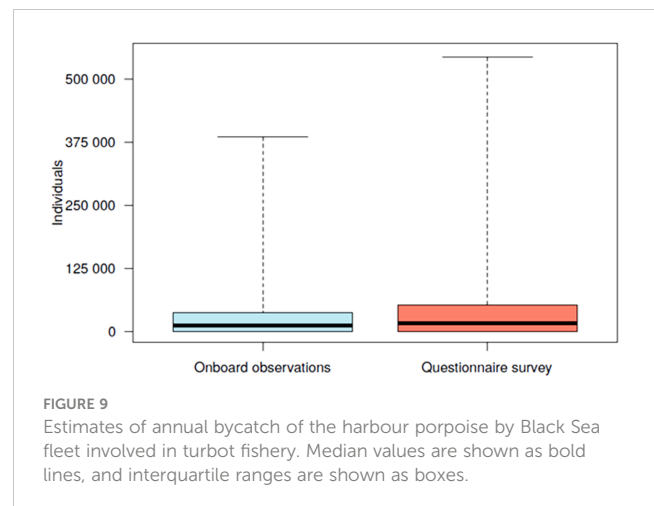 500 000
375 000
250 000
125 000
0
Individuals
Onboard observations Questionnaire survey
FIGURE 9
Estimates of annual bycatch of the harbour porpoise by Black Sea
fleet involved in turbot fishery. Median values are shown as bold
lines, and interquartile ranges are shown as boxes.